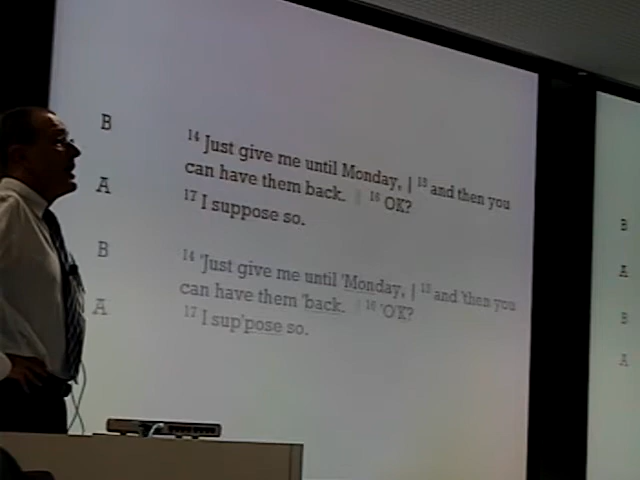 B
14 Just give me until Monday, | 15 and then you
can have them back. | 16 OK?
A
17 I suppose so.
B
14 'Just give me until 'Monday, | 15 and 'then you
can have them 'back. | 16 'O'K?
A
17 I sup'pose so.
B
A
B
A